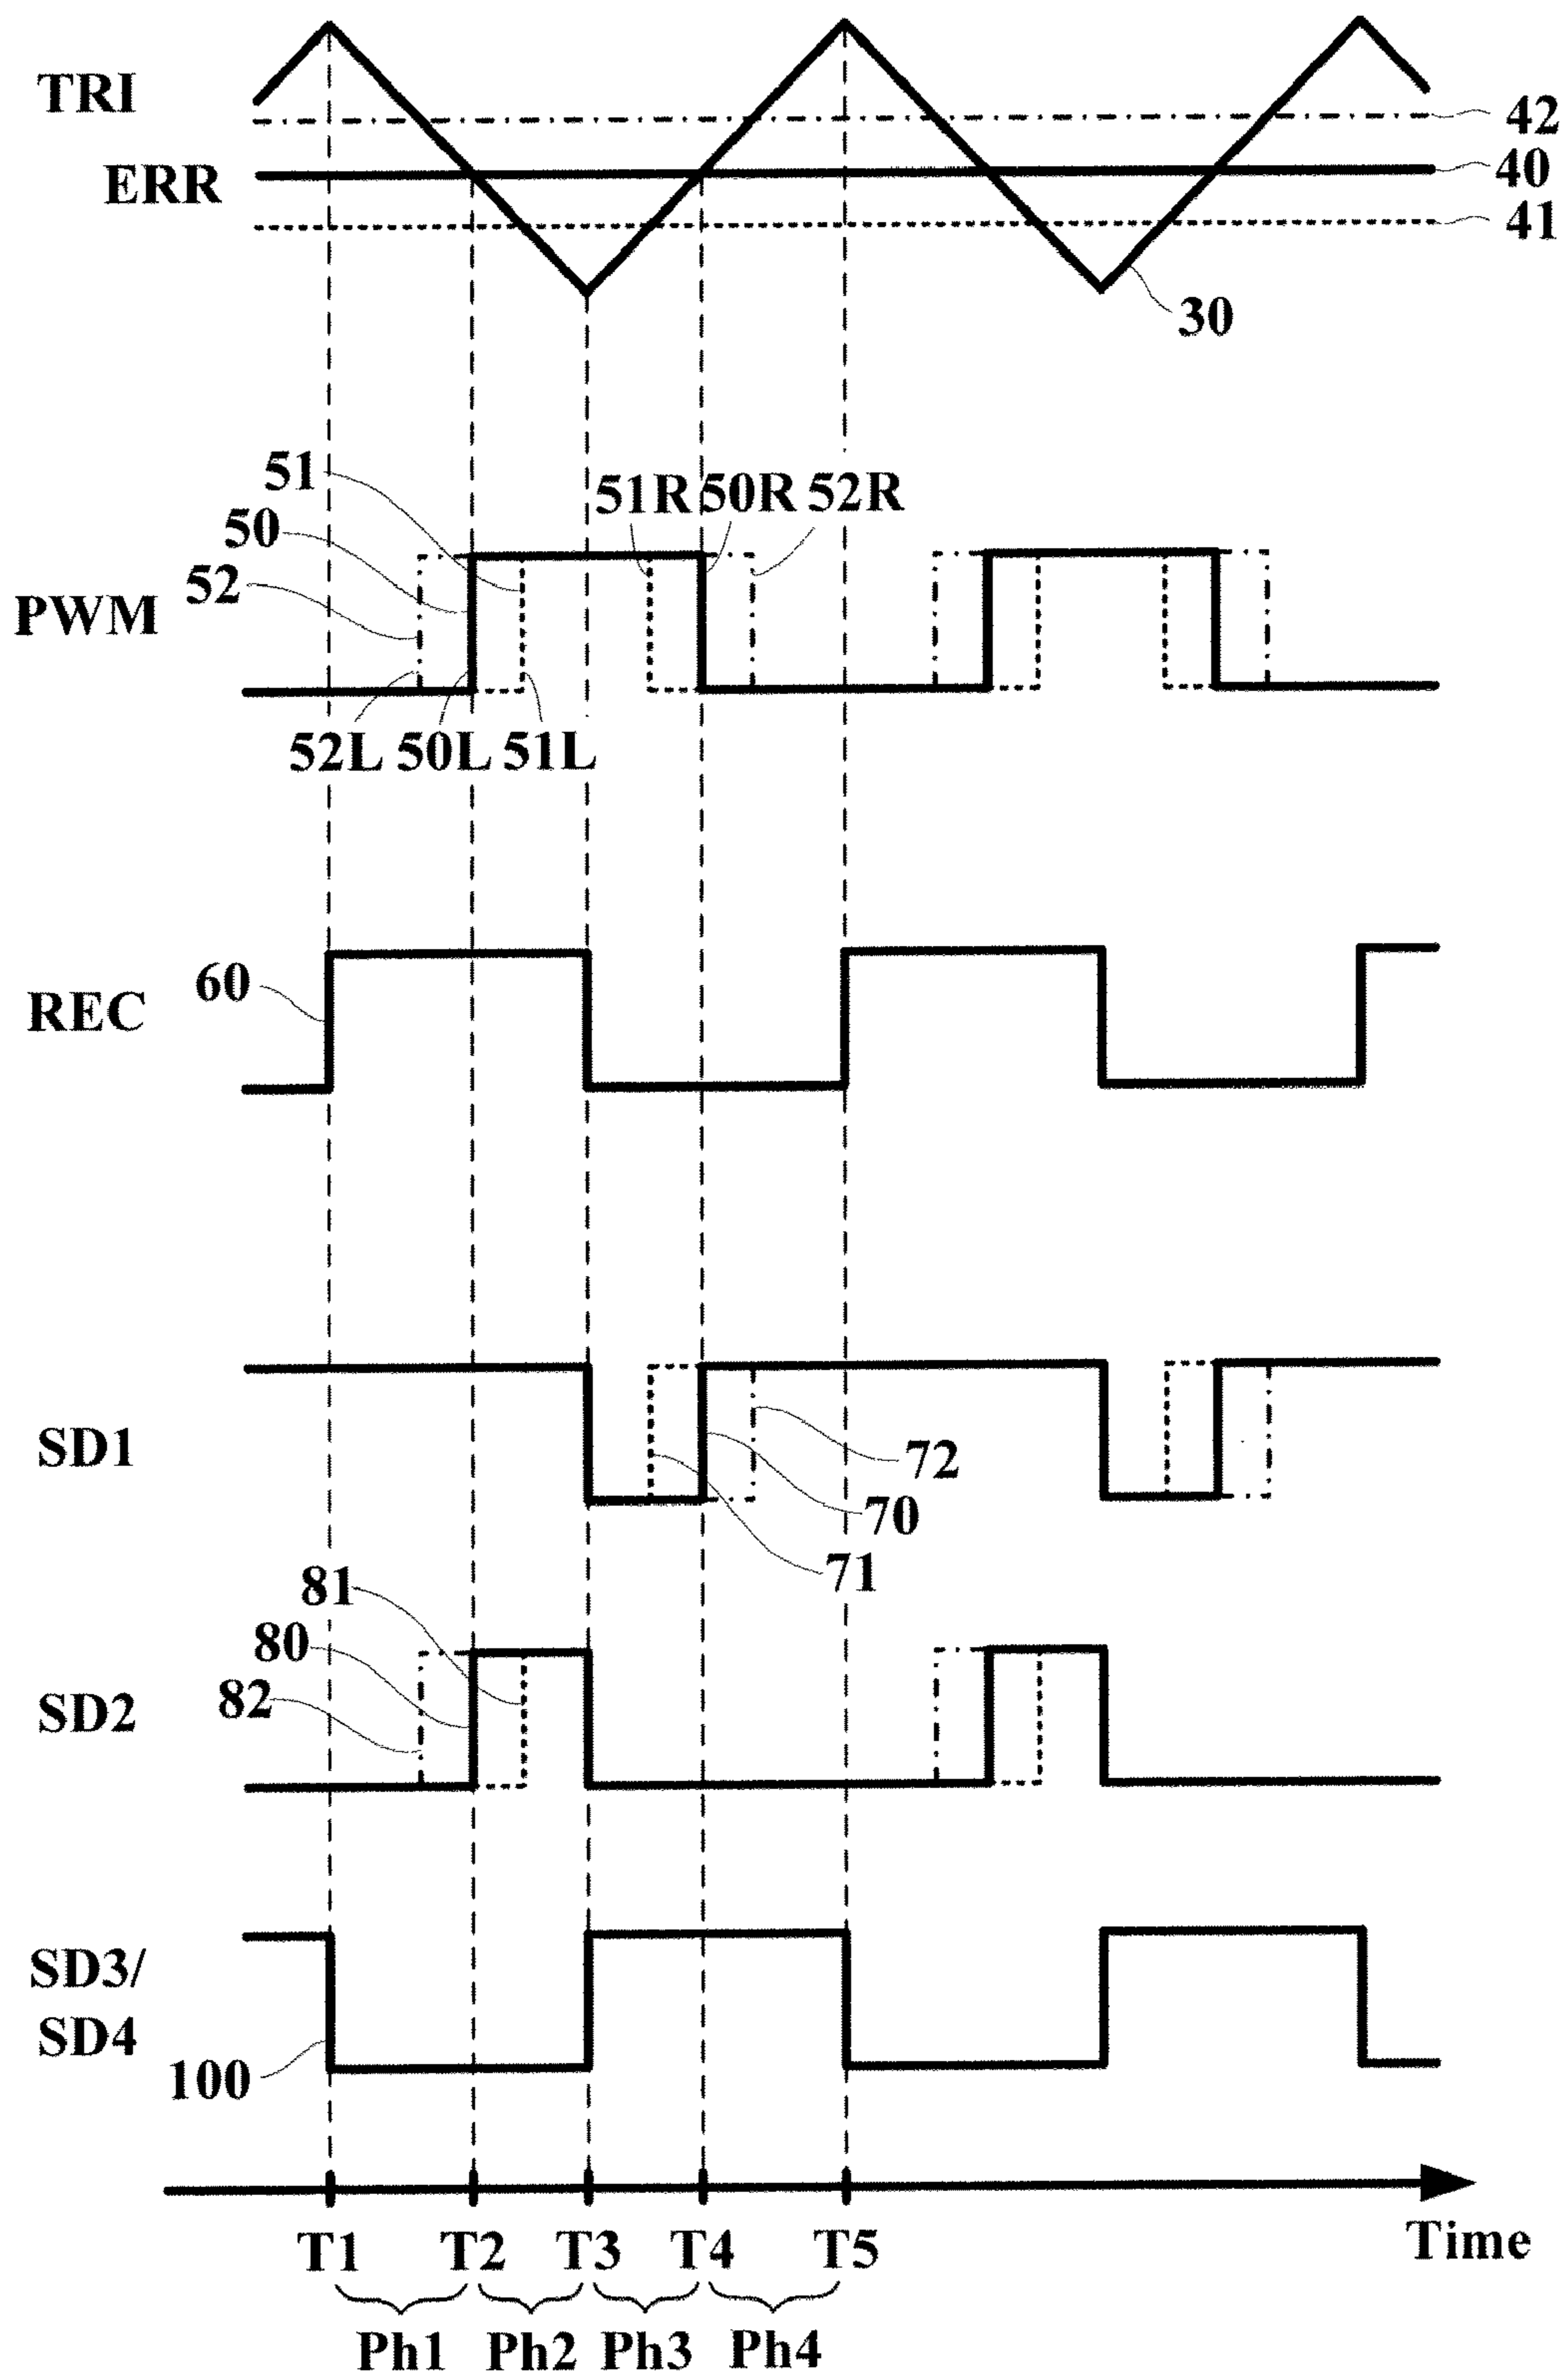 TRI
42
ERR
40
41
30
51
51R 50R 52R
50
52
PWM
52L 50L 51L
60
REC
SD1
72
70
71
81
80
82
SD2
SD3/
SD4
100
T1 T2 T3 T4 T5
Time
Ph1 Ph2 Ph3 Ph4